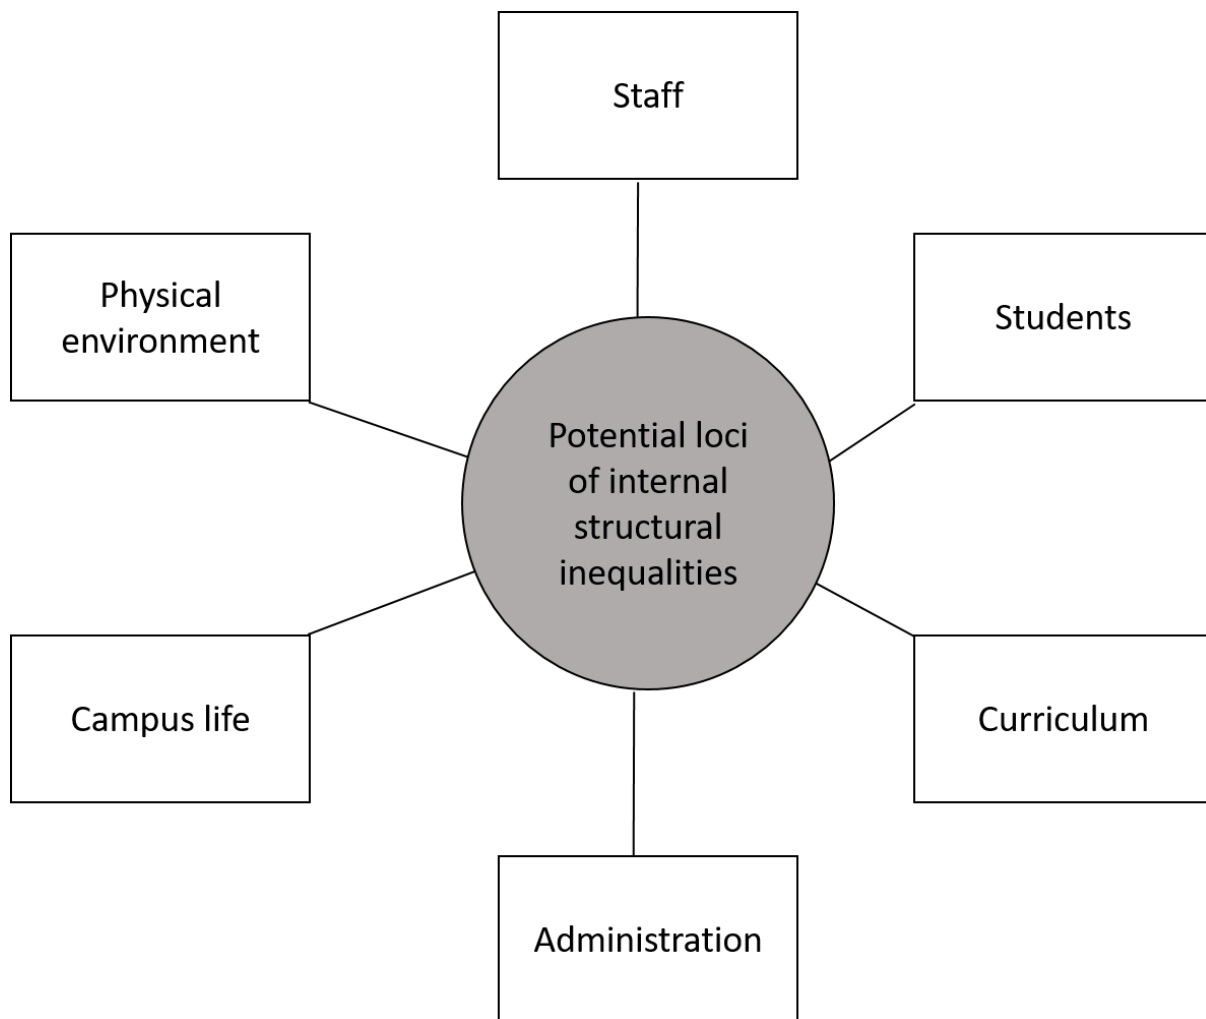 Staff
Physical
environment
Students
Potential loci
of internal
structural
inequalities
Campus life
Curriculum
Administration